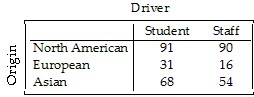 Driver
Student Staff
Origin
North American 91 90
European 31 16
Asian 68 54